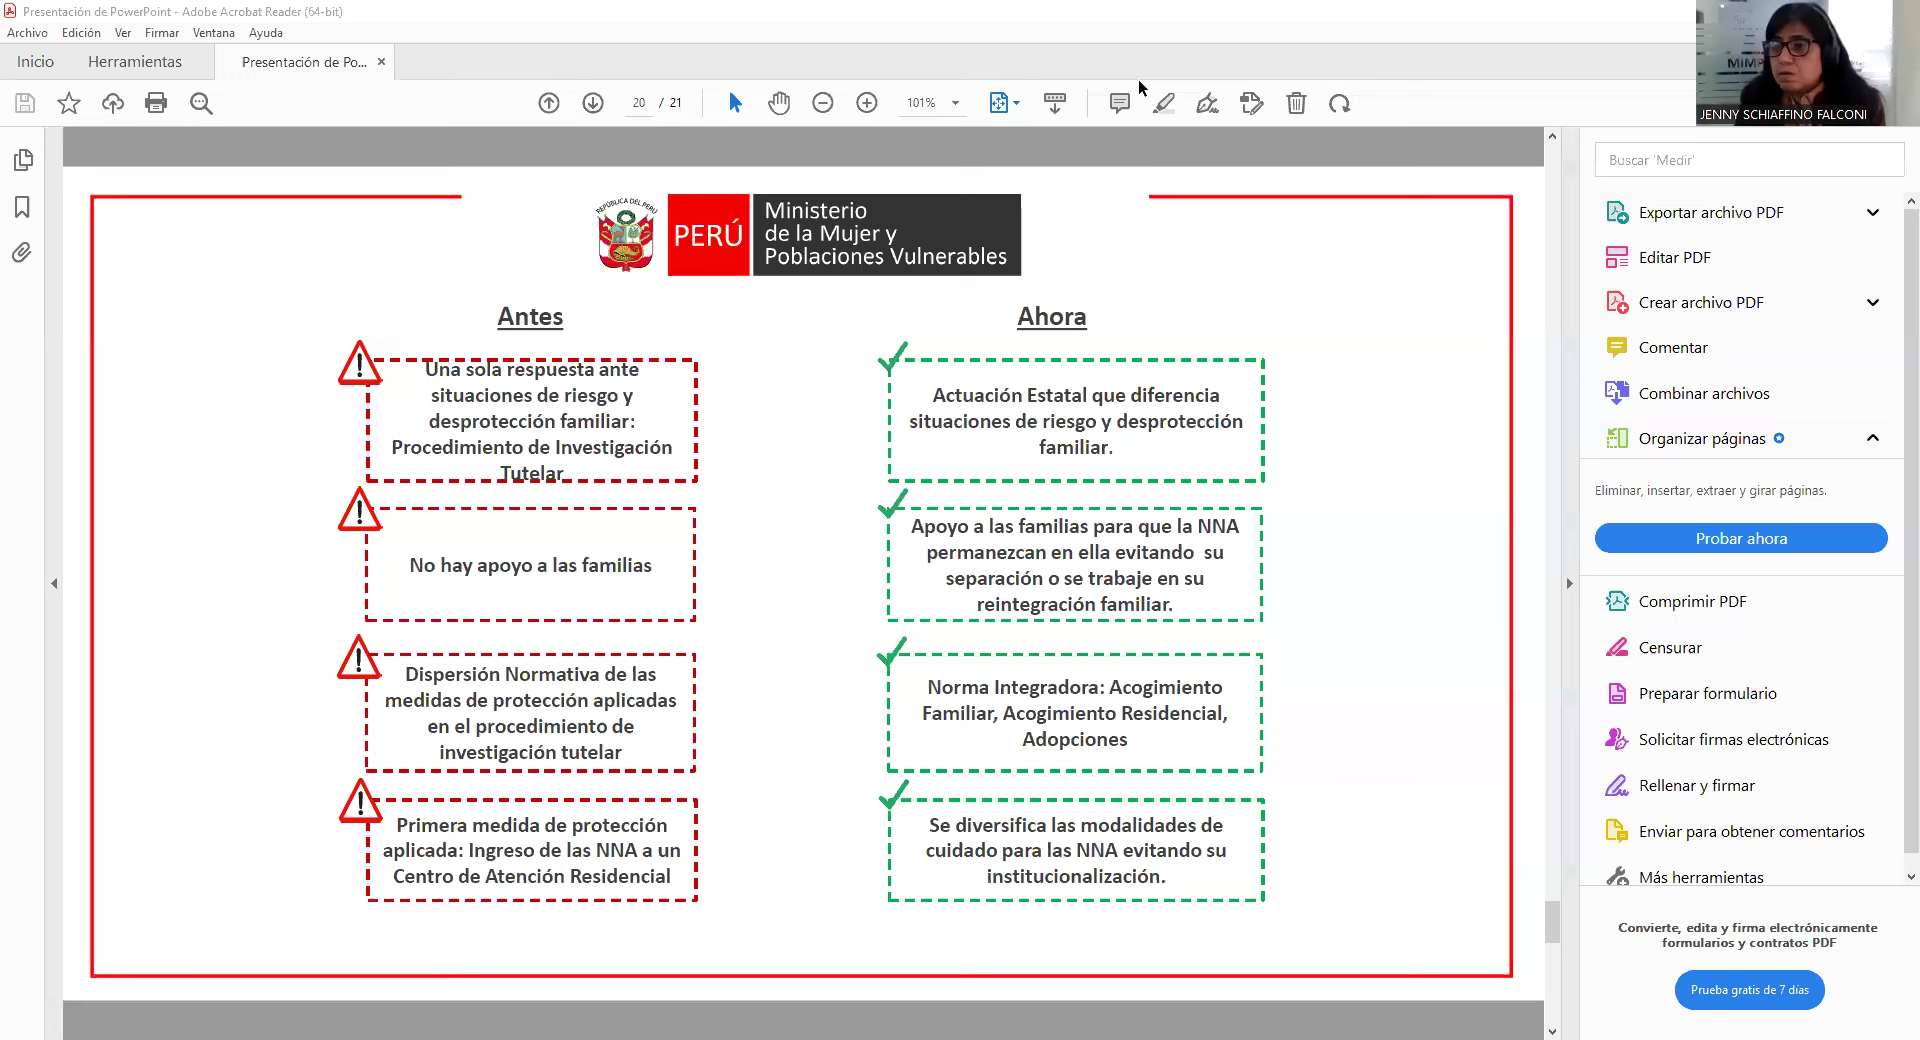 Presentación de PowerPoint - Adobe Acrobat Reader (64-bit)
Archivo Edición Ver Firmar Ventana Ayuda
Inicio Herramientas Presentación de Po... ×
20 / 21 101%
JENNY SCHIAFFINO FALCONI
REPÚBLICA DEL PERÚ
PERÚ
Ministerio
de la Mujer y
Poblaciones Vulnerables
Antes
Una sola respuesta ante
situaciones de riesgo y
desprotección familiar:
Procedimiento de Investigación
Tutelar
No hay apoyo a las familias
Dispersión Normativa de las
medidas de protección aplicadas
en el procedimiento de
investigación tutelar
Primera medida de protección
aplicada: Ingreso de las NNA a un
Centro de Atención Residencial
Ahora
Actuación Estatal que diferencia
situaciones de riesgo y desprotección
familiar.
Apoyo a las familias para que la NNA
permanezcan en ella evitando su
separación o se trabaje en su
reintegración familiar.
Norma Integradora: Acogimiento
Familiar, Acogimiento Residencial,
Adopciones
Se diversifica las modalidades de
cuidado para las NNA evitando su
institucionalización.
Buscar 'Medir'
Exportar archivo PDF
Editar PDF
Crear archivo PDF
Comentar
Combinar archivos
Organizar páginas
Eliminar, insertar, extraer y girar páginas.
Probar ahora
Comprimir PDF
Censurar
Preparar formulario
Solicitar firmas electrónicas
Rellenar y firmar
Enviar para obtener comentarios
Más herramientas
Convierte, edita y firma electrónicamente
formularios y contratos PDF
Prueba gratis de 7 días